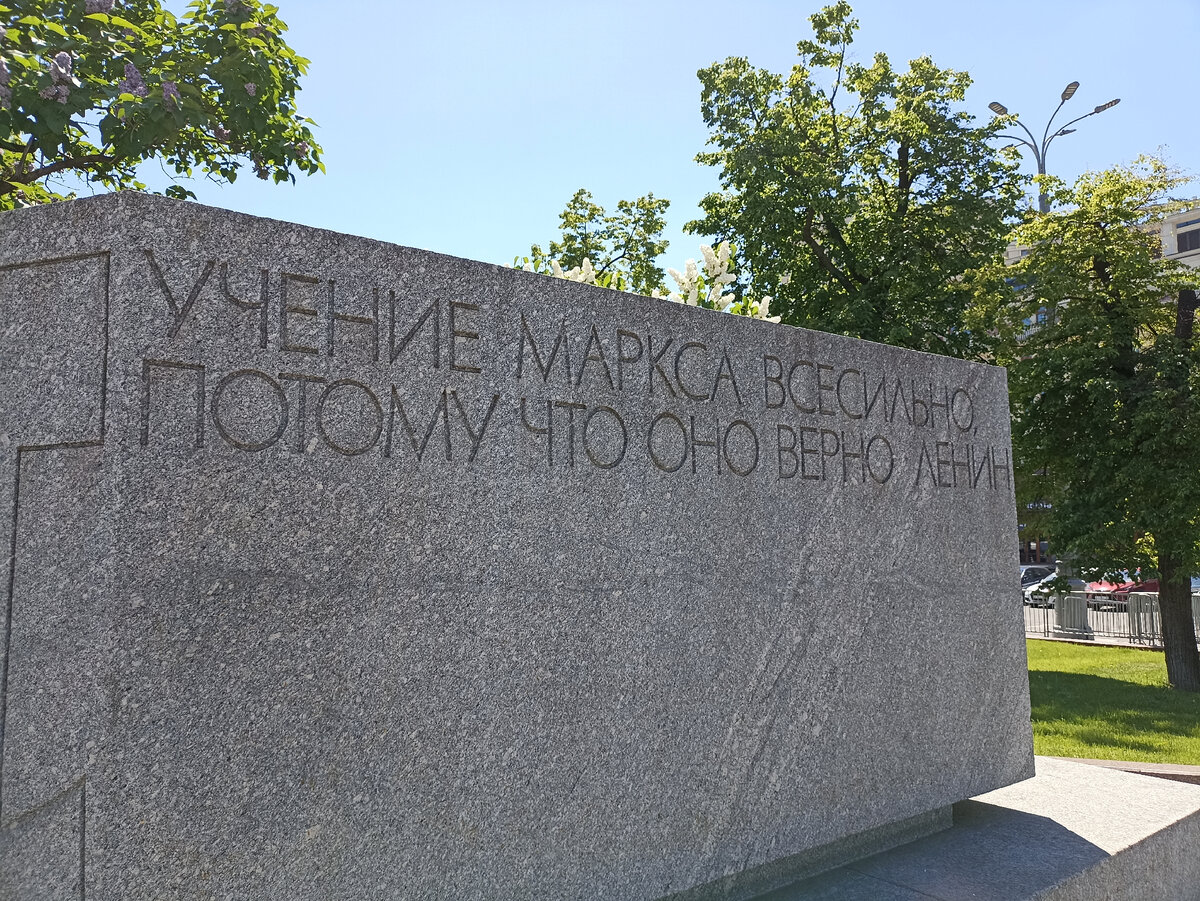 УЧЕНИЕ МАРКСА ВСЕСИЛЬНО,
ПОТОМУ ЧТО ОНО ВЕРНО ЛЕНИН